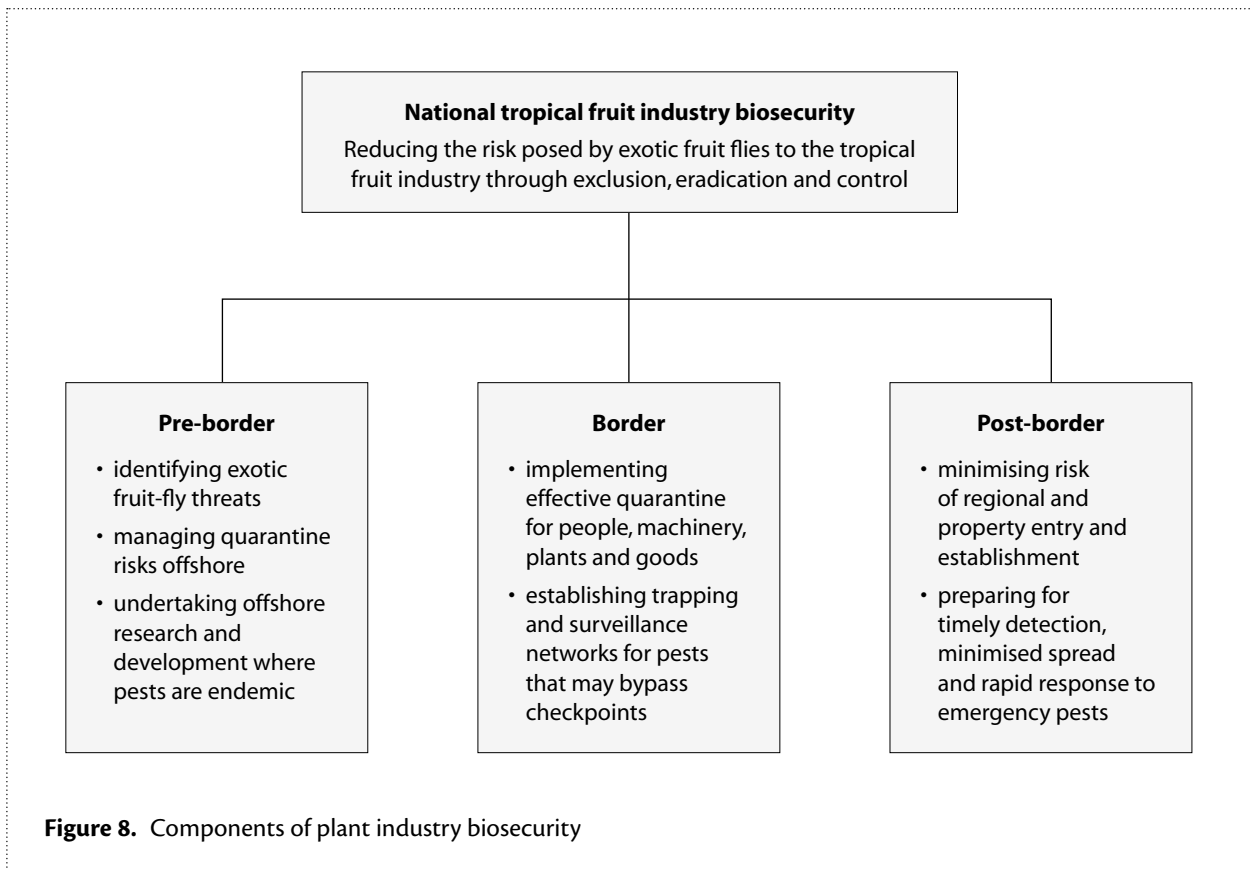 National tropical fruit industry biosecurity
Reducing the risk posed by exotic fruit flies to the tropical
fruit industry through exclusion, eradication and control
Pre-border
• identifying exotic
fruit-fly threats
• managing quarantine
risks offshore
• undertaking offshore
research and
development where
pests are endemic
Border
• implementing
effective quarantine
for people, machinery,
plants and goods
• establishing trapping
and surveillance
networks for pests
that may bypass
checkpoints
Post-border
• minimising risk
of regional and
property entry and
establishment
• preparing for
timely detection,
minimised spread
and rapid response to
emergency pests
Figure 8. Components of plant industry biosecurity